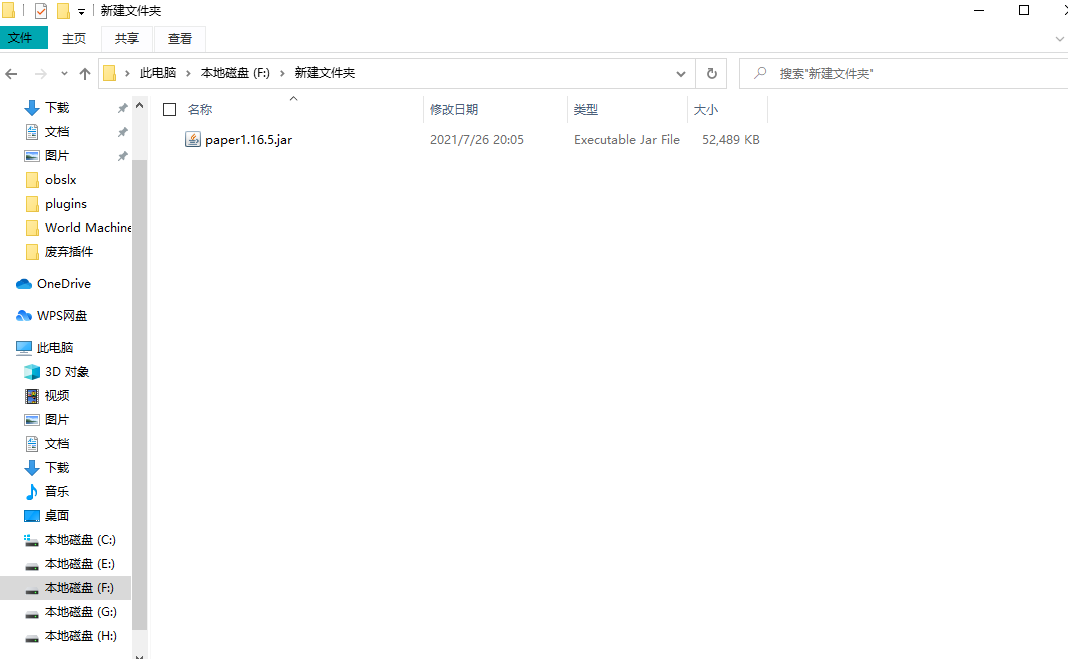 新建文件夹
文件 主页 共享 查看
此电脑 本地磁盘 (F:) 新建文件夹 搜索"新建文件夹"
名称 修改日期 类型 大小
paper1.16.5.jar 2021/7/26 20:05 Executable Jar File 52,489 KB
下载
文档
图片
obslx
plugins
World Machine
废弃插件
OneDrive
WPS网盘
此电脑
3D 对象
视频
图片
文档
下载
音乐
桌面
本地磁盘 (C:)
本地磁盘 (E:)
本地磁盘 (F:)
本地磁盘 (G:)
本地磁盘 (H:)